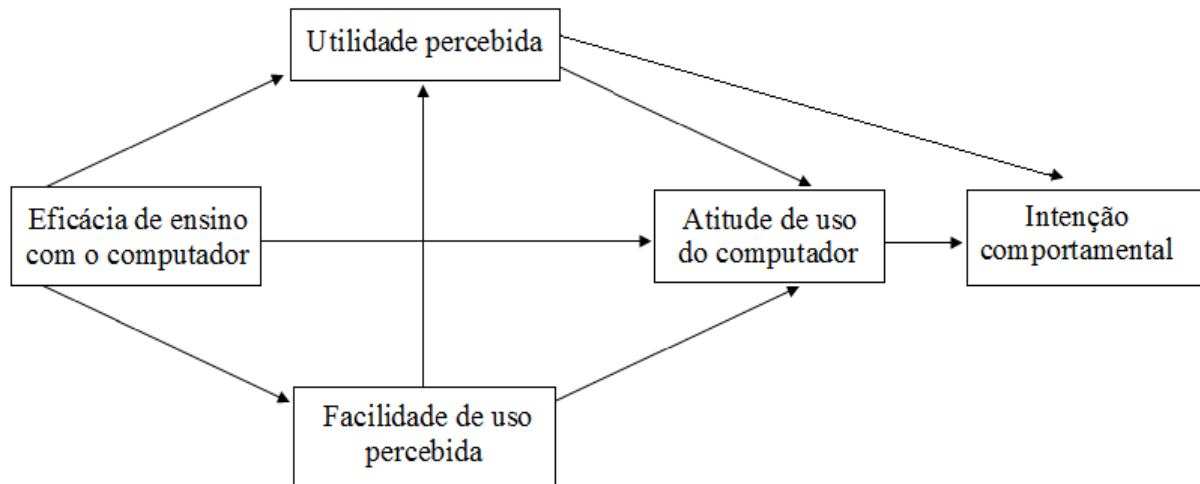 Utilidade percebida
Eficácia de ensino
com o computador
Atitude de uso
do computador
Intenção
comportamental
Facilidade de uso
percebida